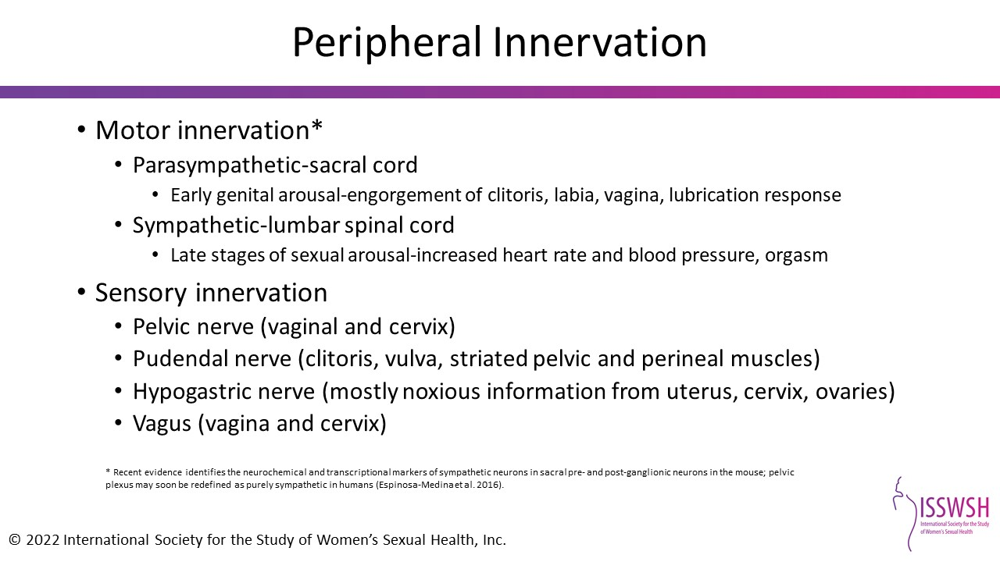 Peripheral Innervation
• Motor innervation*
• Parasympathetic-sacral cord
• Early genital arousal-engorgement of clitoris, labia, vagina, lubrication response
• Sympathetic-lumbar spinal cord
• Late stages of sexual arousal-increased heart rate and blood pressure, orgasm
• Sensory innervation
• Pelvic nerve (vaginal and cervix)
• Pudendal nerve (clitoris, vulva, striated pelvic and perineal muscles)
• Hypogastric nerve (mostly noxious information from uterus, cervix, ovaries)
• Vagus (vagina and cervix)
* Recent evidence identifies the neurochemical and transcriptional markers of sympathetic neurons in sacral pre- and post-ganglionic neurons in the mouse; pelvic
plexus may soon be redefined as purely sympathetic in humans (Espinosa-Medina et al. 2016).
ISSWSH
International Society for the Study
of Women's Sexual Health
© 2022 International Society for the Study of Women’s Sexual Health, Inc.